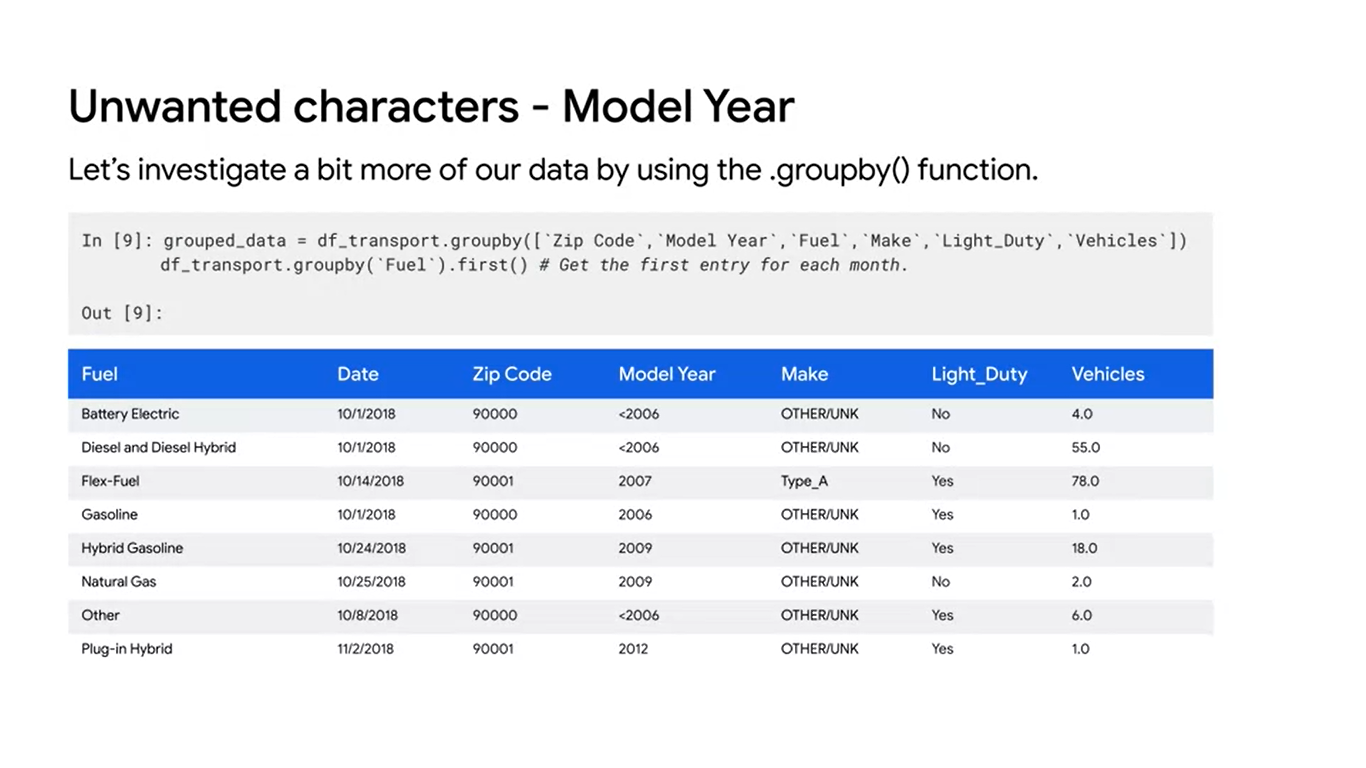 Unwanted characters - Model Year
Let’s investigate a bit more of our data by using the .groupby() function.
In [9]: grouped_data = df_transport.groupby([`Zip Code`,`Model Year`,`Fuel`,`Make`,`Light_Duty`,`Vehicles`])
df_transport.groupby(`Fuel`).first() # Get the first entry for each month.
Out [9]:
Fuel Date Zip Code Model Year Make Light_Duty Vehicles
Battery Electric 10/1/2018 90000 <2006 OTHER/UNK No 4.0
Diesel and Diesel Hybrid 10/1/2018 90000 <2006 OTHER/UNK No 55.0
Flex-Fuel 10/14/2018 90001 2007 Type_A Yes 78.0
Gasoline 10/1/2018 90000 2006 OTHER/UNK Yes 1.0
Hybrid Gasoline 10/24/2018 90001 2009 OTHER/UNK Yes 18.0
Natural Gas 10/25/2018 90001 2009 OTHER/UNK No 2.0
Other 10/8/2018 90000 <2006 OTHER/UNK Yes 6.0
Plug-in Hybrid 11/2/2018 90001 2012 OTHER/UNK Yes 1.0